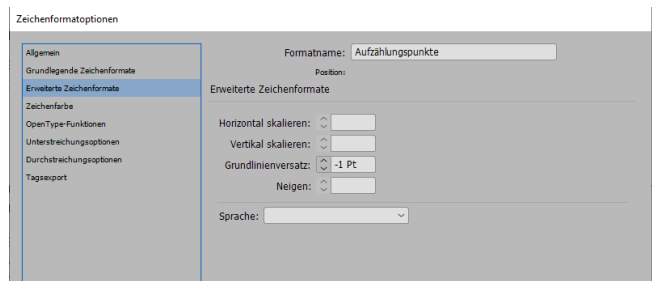 Zeichenformatoptionen
Allgemein
Grundlegende Zeichenformate
Erweiterte Zeichenformate
Zeichenfarbe
OpenType-Funktionen
Unterstreichungsoptionen
Durchstreichungsoptionen
Tagsexport
Formatname: Aufzählungspunkte
Position:
Erweiterte Zeichenformate
Horizontal skalieren:
Vertikal skalieren:
Grundlinienversatz: -1 Pt
Neigen:
Sprache: